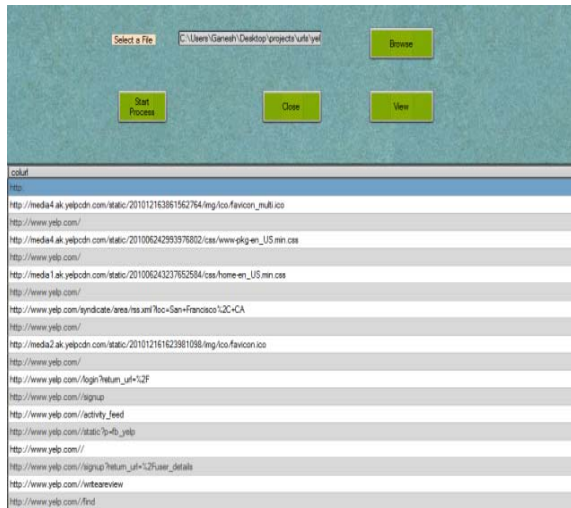 Select a File C:\Users\Ganesh\Desktop\projects\urls\yel Browse
Start Process Close View
colurl
http:
http://media4.ak.yelpcdn.com/static/201012163861562764/img/ico/favicon_multi.ico
http://www.yelp.com/
http://media4.ak.yelpcdn.com/static/201006242993976802/css/www-pkg-en_US.min.css
http://www.yelp.com/
http://media1.ak.yelpcdn.com/static/201006243237652584/css/home-en_US.min.css
http://www.yelp.com/
http://www.yelp.com/syndicate/area/rss.xml?loc=San+Francisco%2C+CA
http://www.yelp.com/
http://media2.ak.yelpcdn.com/static/201012161623981098/img/ico/favicon.ico
http://www.yelp.com/
http://www.yelp.com//login?return_url=%2F
http://www.yelp.com//signup
http://www.yelp.com//activity_feed
http://www.yelp.com//static?p=fb_yelp
http://www.yelp.com//
http://www.yelp.com//signup?return_url=%2Fuser_details
http://www.yelp.com//writeareview
http://www.yelp.com//find